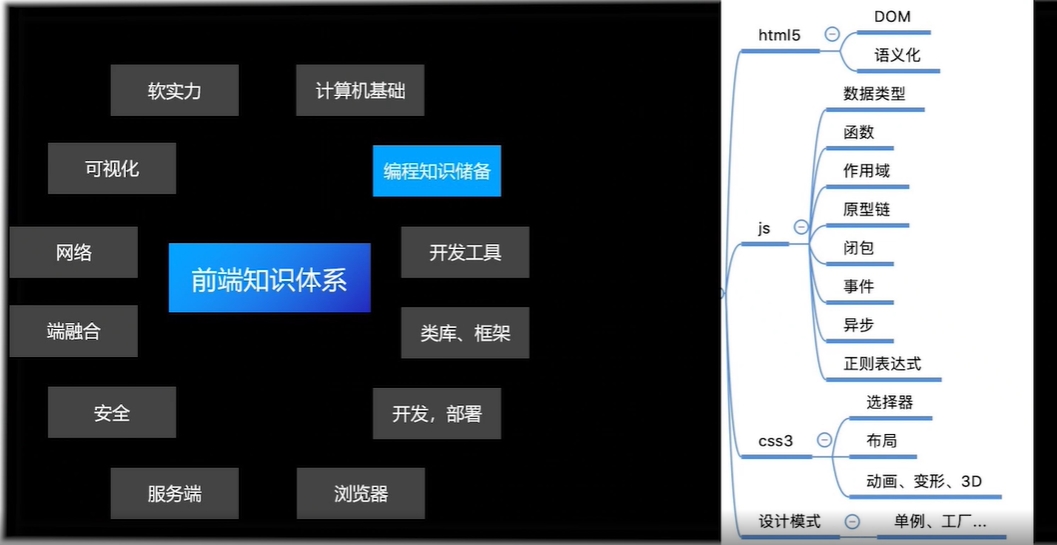 软实力
计算机基础
可视化
编程知识储备
网络
前端知识体系
开发工具
端融合
类库、框架
安全
开发，部署
服务端
浏览器
html5
DOM
语义化
js
数据类型
函数
作用域
原型链
闭包
事件
异步
正则表达式
css3
选择器
布局
动画、变形、3D
设计模式
单例、工厂...